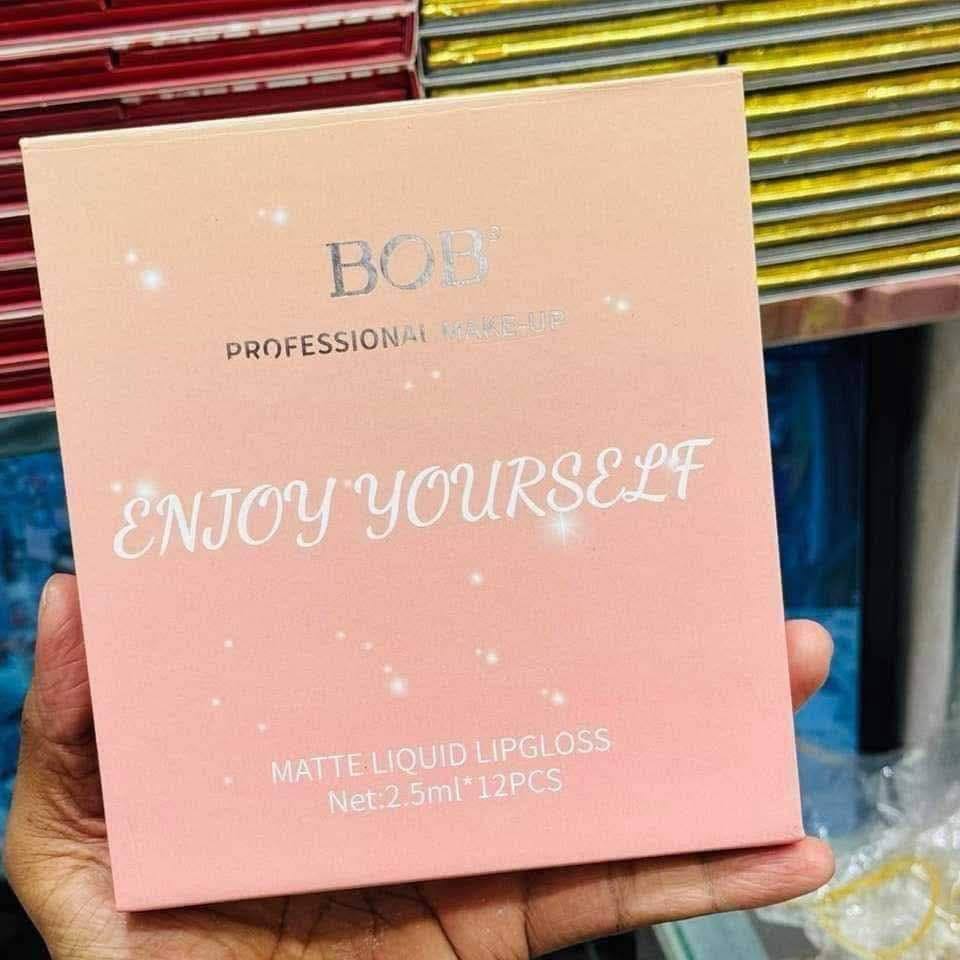 BOB
PROFESSIONAL MAKE-UP
ENJOY YOURSELF
MATTE LIQUID LIPGLOSS
Net:2.5ml*12PCS